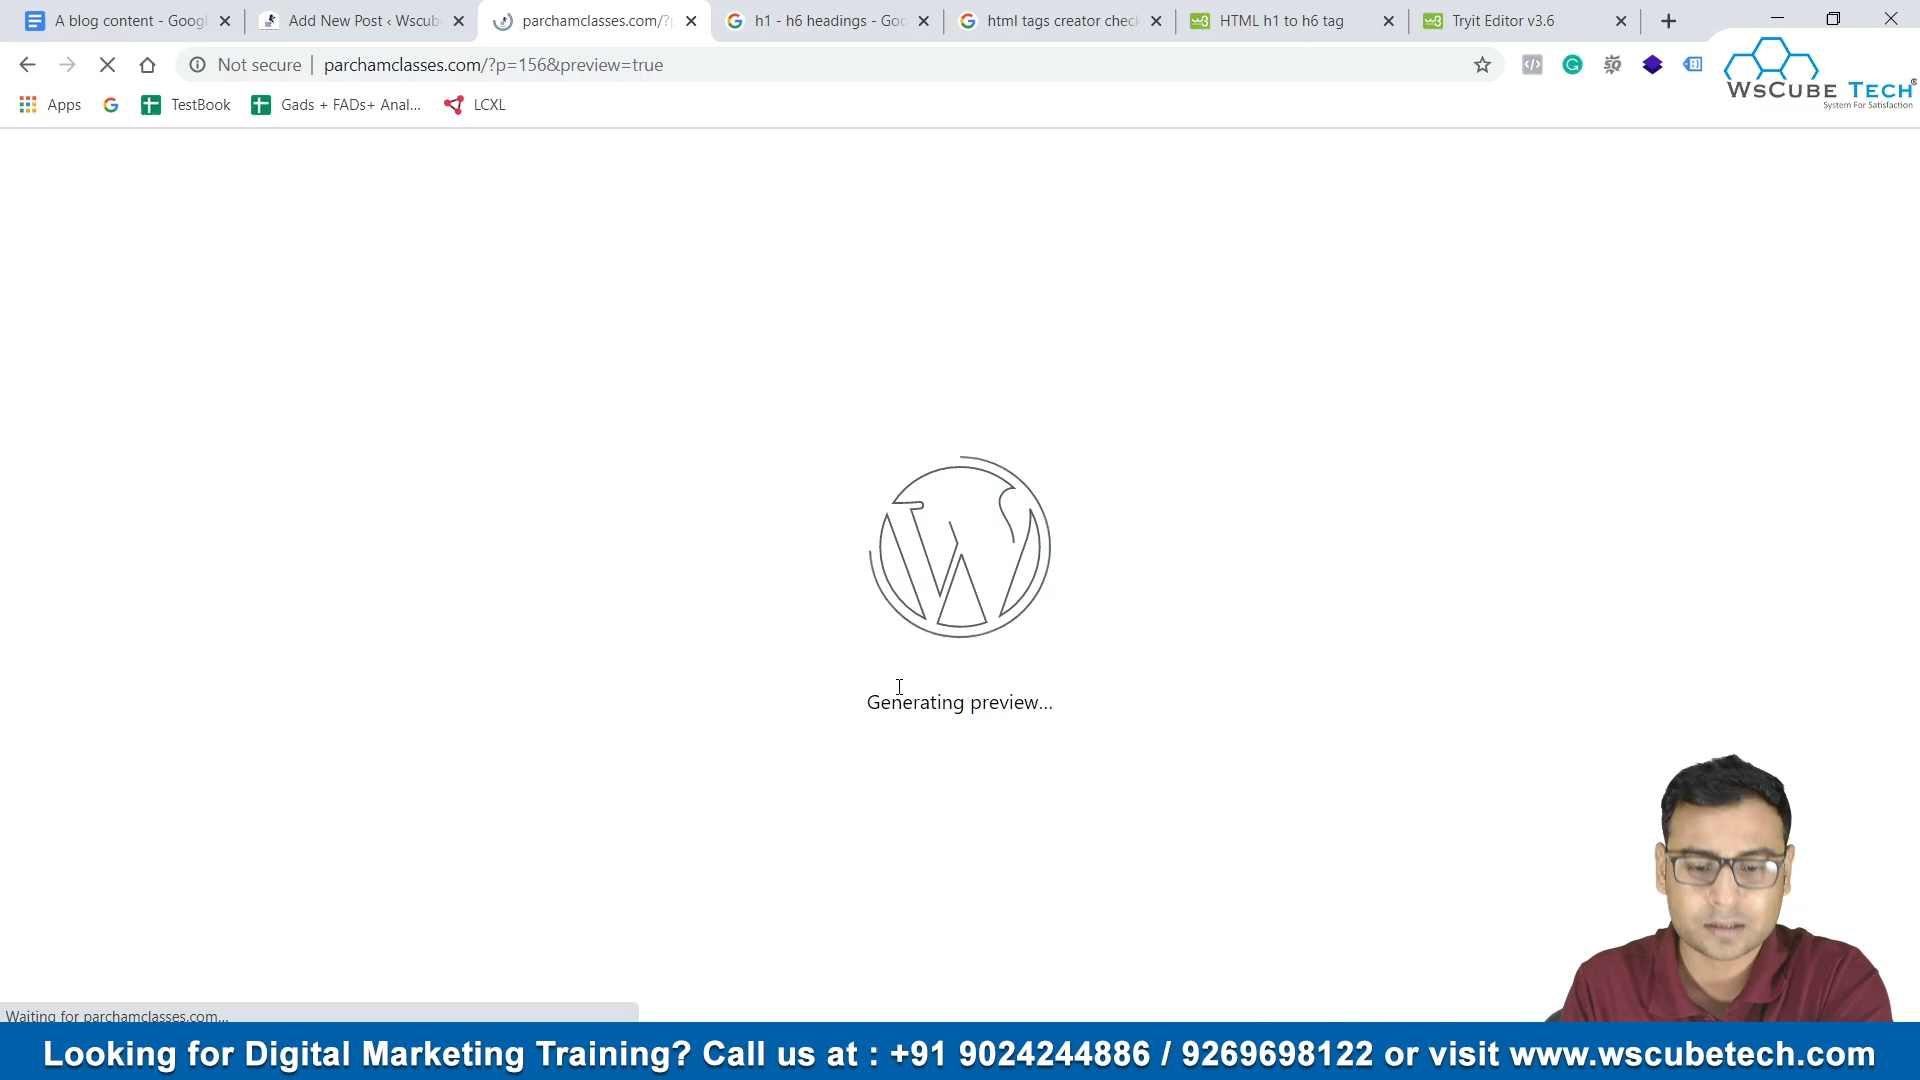 A blog content - Googl
Add New Post ‹ Wscub
parchamclasses.com/?p
h1 - h6 headings - Goo
html tags creator check
HTML h1 to h6 tag
Tryit Editor v3.6
Not secure | parchamclasses.com/?p=156&preview=true
Apps
TestBook
Gads + FADs+ Anal...
LCXL
WsCube Tech®
System For Satisfaction
Generating preview...
Waiting for parchamclasses.com...
Looking for Digital Marketing Training? Call us at : +91 9024244886 / 9269698122 or visit www.wscubetech.com